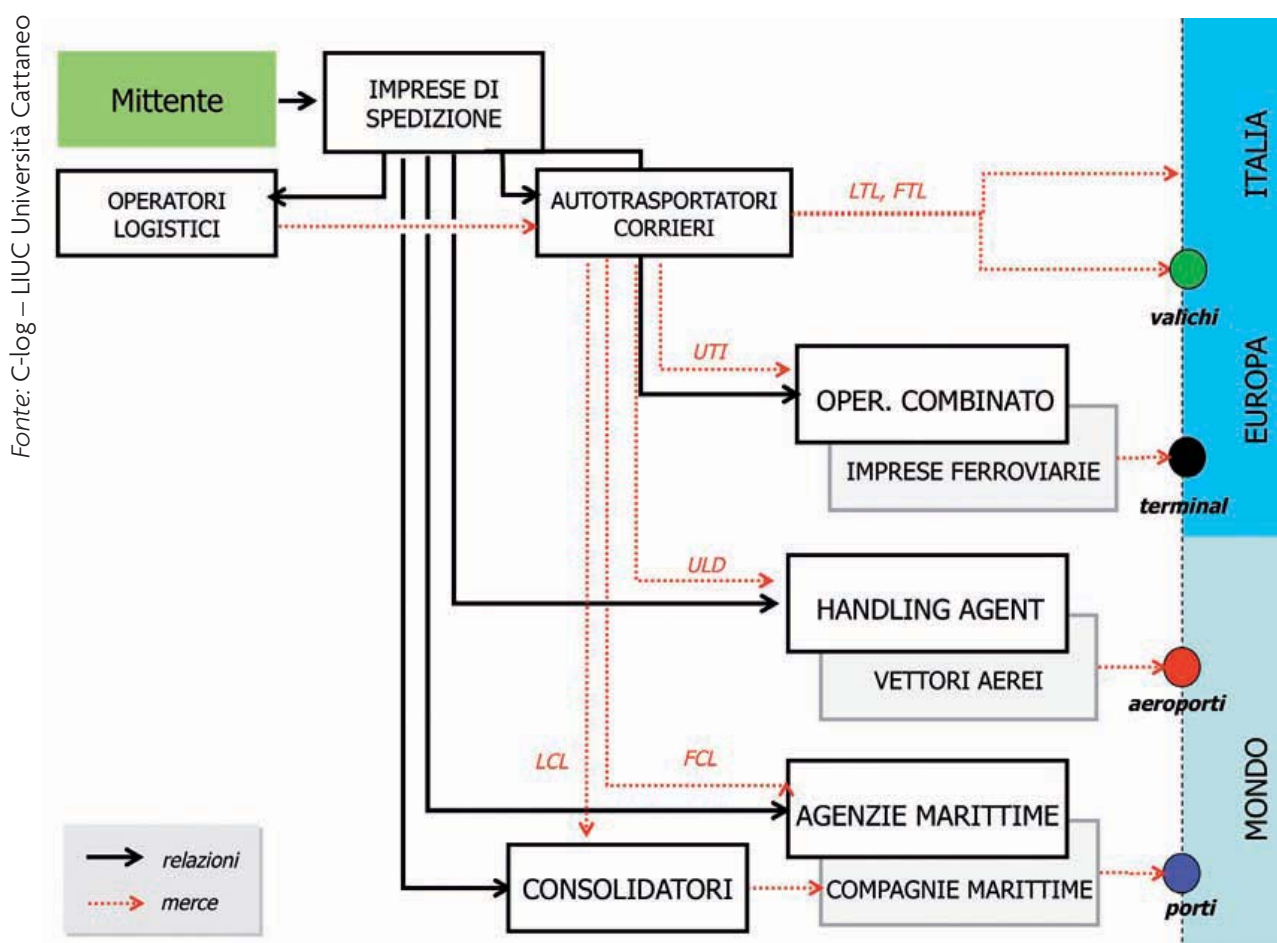 Fonte: C-log – LIUC Università Cattaneo
Mittente
IMPRESE DI
SPEDIZIONE
OPERATORI
LOGISTICI
AUTOTRASPORTATORI
CORRIERI
LTL, FTL
ITALIA
valichi
UTI
OPER. COMBINATO
IMPRESE FERROVIARIE
EUROPA
terminal
ULD
HANDLING AGENT
VETTORI AEREI
aeroporti
LCL
FCL
AGENZIE MARITTIME
MONDO
CONSOLIDATORI
COMPAGNIE MARITTIME
porti
relazioni
merce